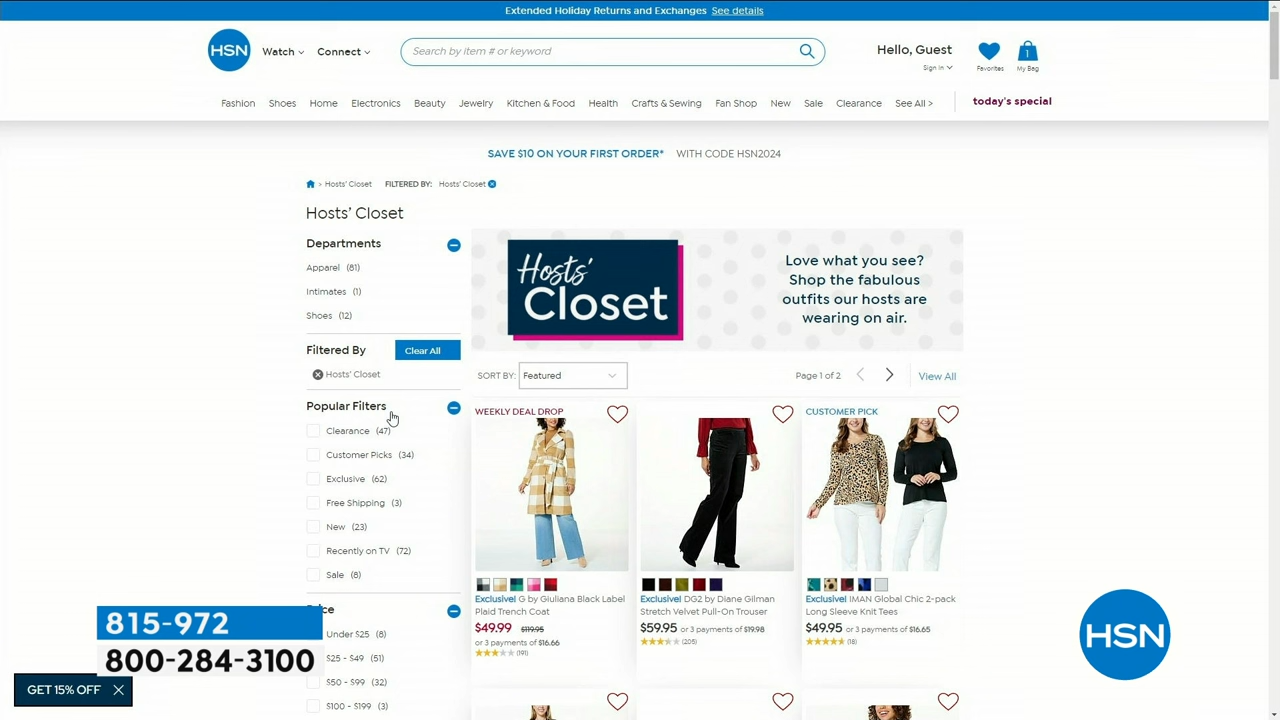 Extended Holiday Returns and Exchanges See details
HSN
Watch
Connect
Search by item # or keyword
Hello, Guest
Sign In
Favorites
1
My Bag
Fashion Shoes Home Electronics Beauty Jewelry Kitchen & Food Health Crafts & Sewing Fan Shop New Sale Clearance See All >
today's special
SAVE $10 ON YOUR FIRST ORDER* WITH CODE HSN2024
> Hosts' Closet FILTERED BY: Hosts' Closet
Hosts' Closet
Departments
Apparel (81)
Intimates (1)
Shoes (12)
Filtered By
Clear All
Hosts' Closet
Popular Filters
Clearance (47)
Customer Picks (34)
Exclusive (62)
Free Shipping (3)
New (23)
Recently on TV (72)
Sale (8)
Under $25 (8)
$25 - $49 (51)
$50 - $99 (32)
$100 - $199 (3)
Hosts'
Closet
Love what you see?
Shop the fabulous
outfits our hosts are
wearing on air.
SORT BY: Featured
Page 1 of 2
View All
WEEKLY DEAL DROP
Exclusive! G by Giuliana Black Label
Plaid Trench Coat
$49.99 $119.95
or 3 payments of $16.66
(191)
Exclusive! DG2 by Diane Gilman
Stretch Velvet Pull-On Trouser
$59.95 or 3 payments of $19.98
(205)
CUSTOMER PICK
Exclusive! IMAN Global Chic 2-pack
Long Sleeve Knit Tees
$49.95 or 3 payments of $16.65
(18)
815-972
800-284-3100
GET 15% OFF
HSN